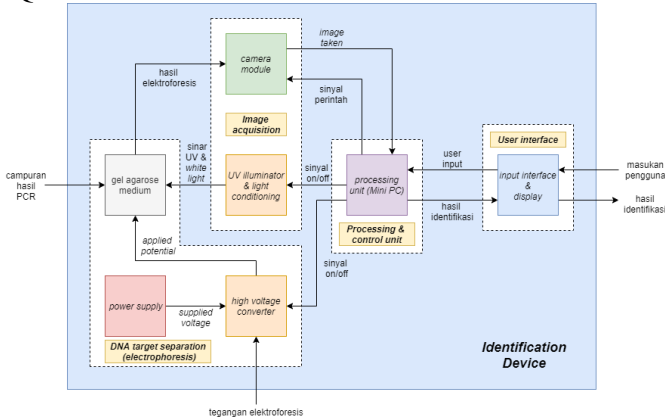 image
taken
camera
module
hasil
elektroforesis
sinyal
perintah
Image
acquisition
User interface
sinar
UV &
white
light
user
input
campuran
hasil
PCR
gel agarose
medium
UV illuminator
& light
conditioning
sinyal
on/off
processing
unit (Mini PC)
input interface
&
display
masukan
pengguna
hasil
identifikasi
hasil
identifikasi
Processing &
control unit
applied
potential
sinyal
on/off
power supply
supplied
voltage
high voltage
converter
DNA target separation
(electrophoresis)
Identification
Device
tegangan elektroforesis